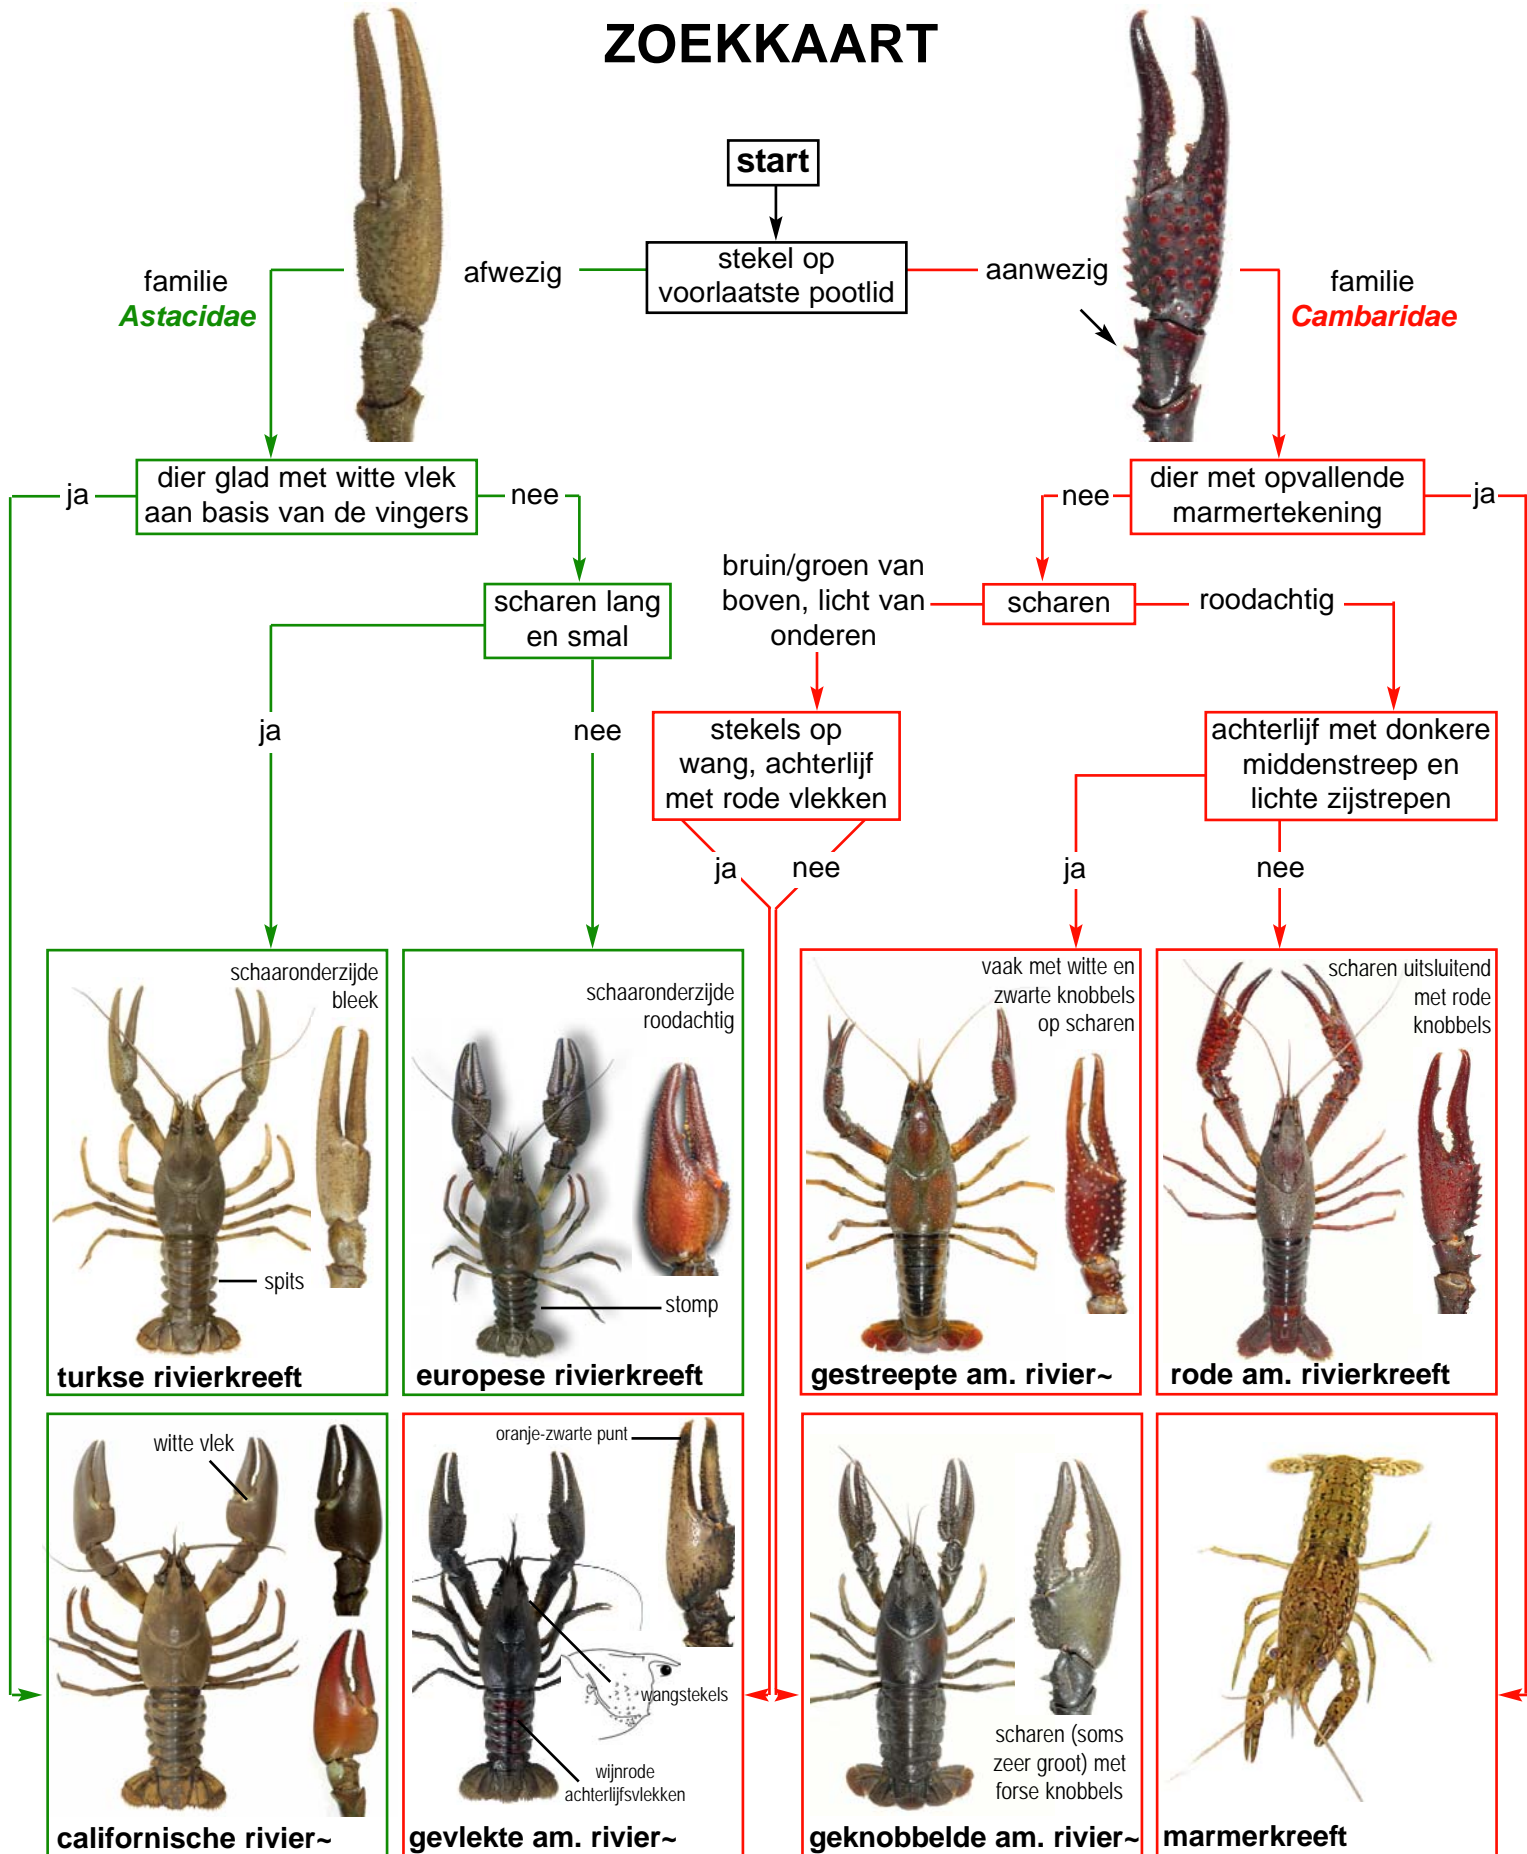 ZOEKKAART
start
stekel op
voorlaatste pootlid
afwezig
aanwezig
familie
Astacidae
familie
Cambaridae
dier glad met witte vlek
aan basis van de vingers
ja
nee
dier met opvallende
marmertekening
nee
ja
scharen lang
en smal
bruin/groen van
boven, licht van
onderen
scharen
roodachtig
ja
nee
stekels op
wang, achterlijf
met rode vlekken
achterlijf met donkere
middenstreep en
lichte zijstrepen
ja
nee
ja
nee
schaaronderzijde
bleek
spits
turkse rivierkreeft
schaaronderzijde
roodachtig
stomp
europese rivierkreeft
vaak met witte en
zwarte knobbels
op scharen
gestreepte am. rivier~
scharen uitsluitend
met rode
knobbels
rode am. rivierkreeft
witte vlek
californische rivier~
oranje-zwarte punt
wangstekels
wijnrode
achterlijfsvlekken
gevlekte am. rivier~
scharen (soms
zeer groot) met
forse knobbels
geknobbelde am. rivier~
marmerkreeft